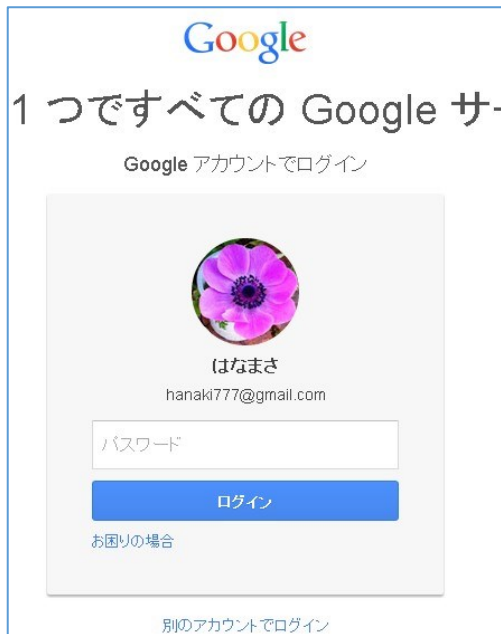 Google
1 つですべての Google サ
Google アカウントでログイン
はなまさ
hanaki777@gmail.com
パスワード
ログイン
お困りの場合
別のアカウントでログイン